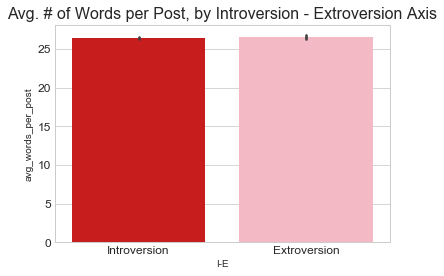 Avg. # of Words per Post, by Introversion - Extroversion Axis
avg_words_per_post
25
20
15
10
5
0
Introversion
Extroversion
I-E